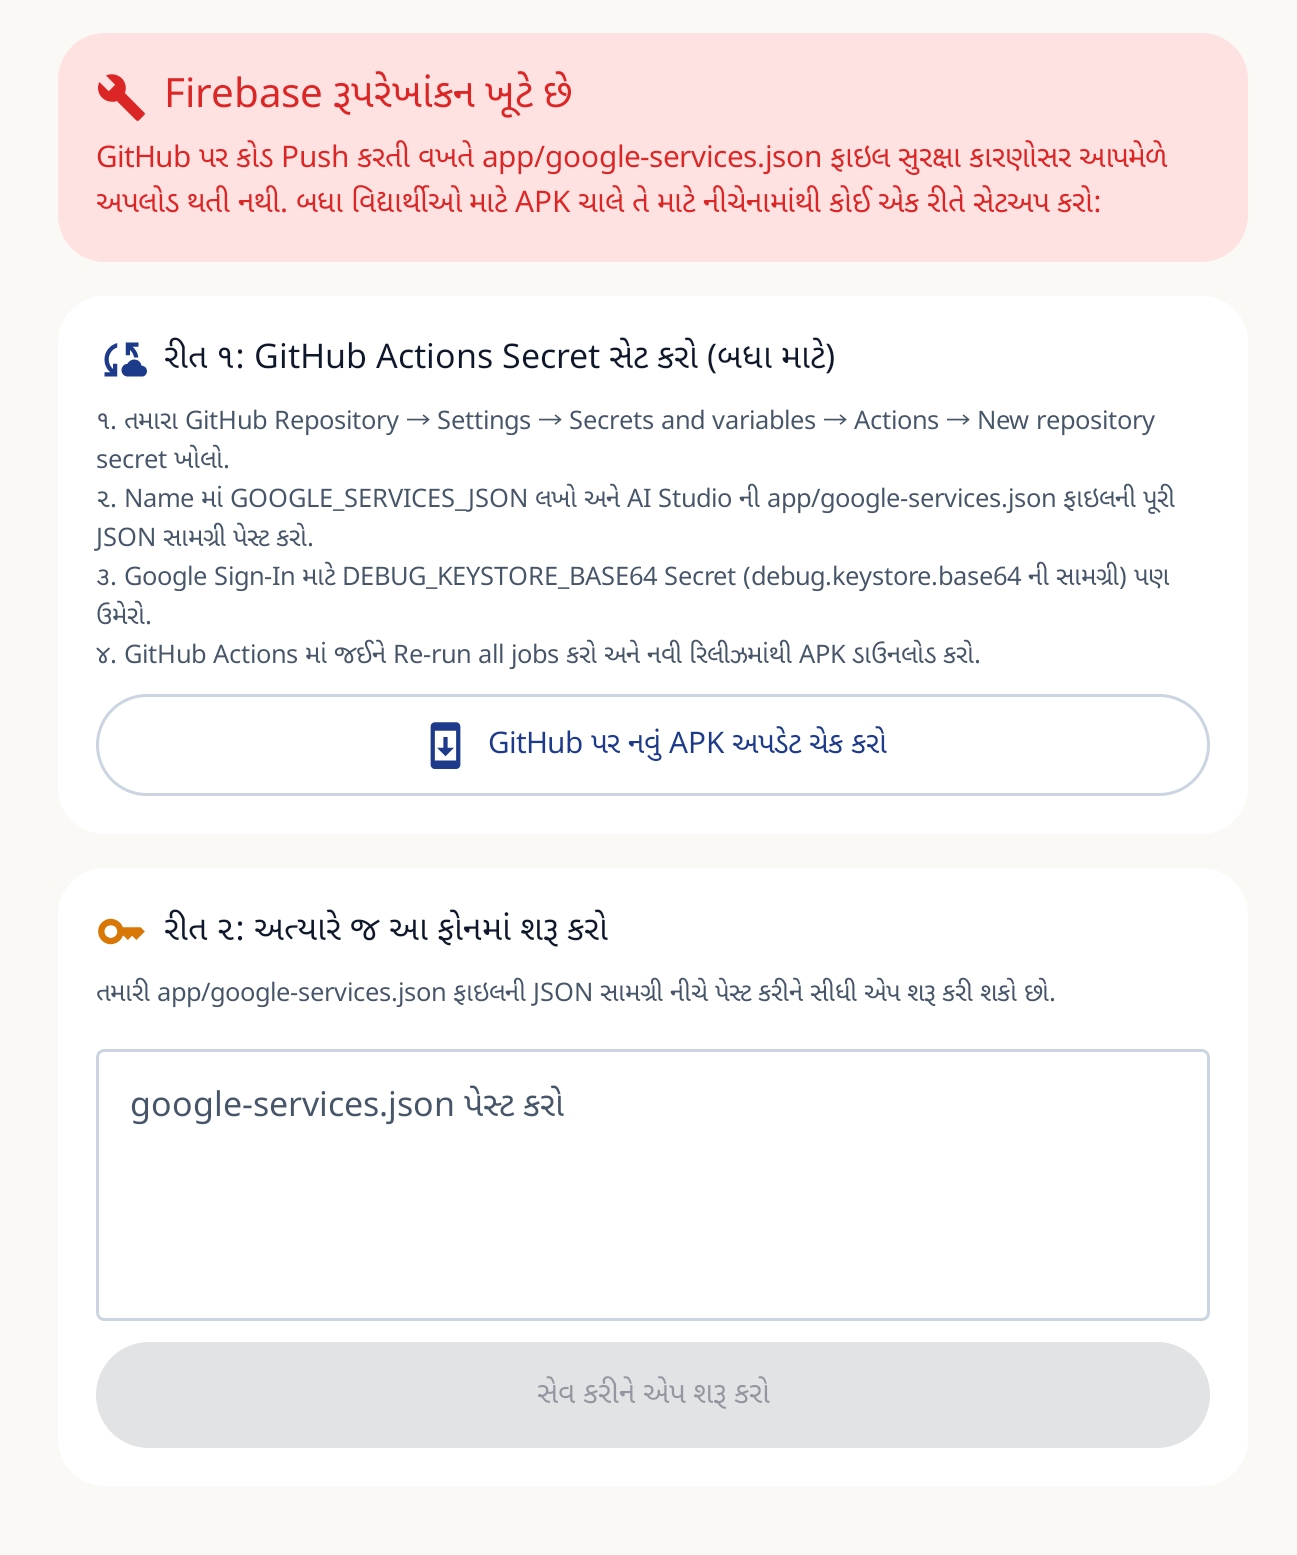 Firebase રૂપરેખાંકન ખૂટે છે
GitHub પર કોડ Push કરતી વખતે app/google-services.json ફાઇલ સુરક્ષા કારણોસર આપમેળે
અપલોડ થતી નથી. બધા વિદ્યાર્થીઓ માટે APK ચાલે તે માટે નીચેનામાંથી કોઈ એક રીતે સેટઅપ કરો:
રીત ૧: GitHub Actions Secret સેટ કરો (બધા માટે)
૧. તમારા GitHub Repository → Settings → Secrets and variables → Actions → New repository
secret ખોલો.
૨. Name માં GOOGLE_SERVICES_JSON લખો અને AI Studio ની app/google-services.json ફાઇલની પૂરી
JSON સામગ્રી પેસ્ટ કરો.
૩. Google Sign-In માટે DEBUG_KEYSTORE_BASE64 Secret (debug.keystore.base64 ની સામગ્રી) પણ
ઉમેરો.
૪. GitHub Actions માં જઈને Re-run all jobs કરો અને નવી રિલીઝમાંથી APK ડાઉનલોડ કરો.
GitHub પર નવું APK અપડેટ ચેક કરો
રીત ૨: અત્યારે જ આ ફોનમાં શરૂ કરો
તમારી app/google-services.json ફાઇલની JSON સામગ્રી નીચે પેસ્ટ કરીને સીધી એપ શરૂ કરી શકો છો.
google-services.json પેસ્ટ કરો
સેવ કરીને એપ શરૂ કરો